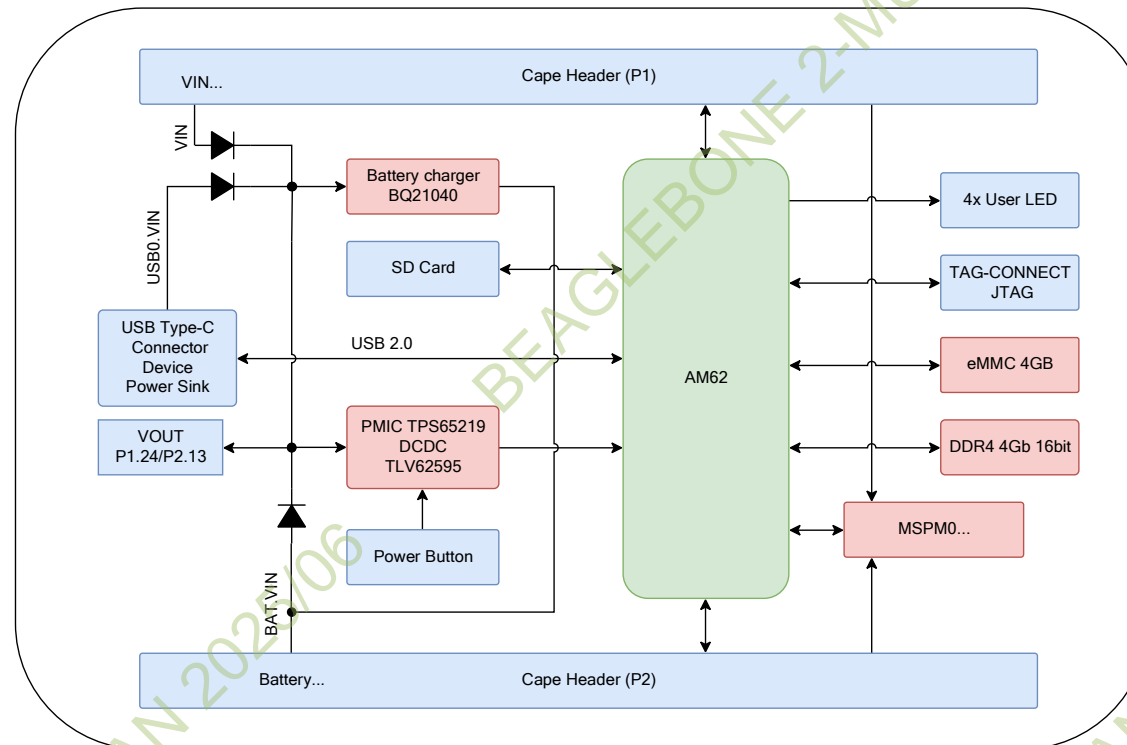 Cape Header (P1)
VIN...
VIN
Battery charger
BQ21040
4x User LED
USB0.VIN
SD Card
TAG-CONNECT
JTAG
USB Type-C
Connector
Device
Power Sink
USB 2.0
AM62
eMMC 4GB
VOUT
P1.24/P2.13
PMIC TPS65219
DCDC
TLV62595
DDR4 4Gb 16bit
MSPM0...
Power Button
BAT.VIN
Battery...
Cape Header (P2)
BEAGLEBONE 2-M
AN 2025/06
AN